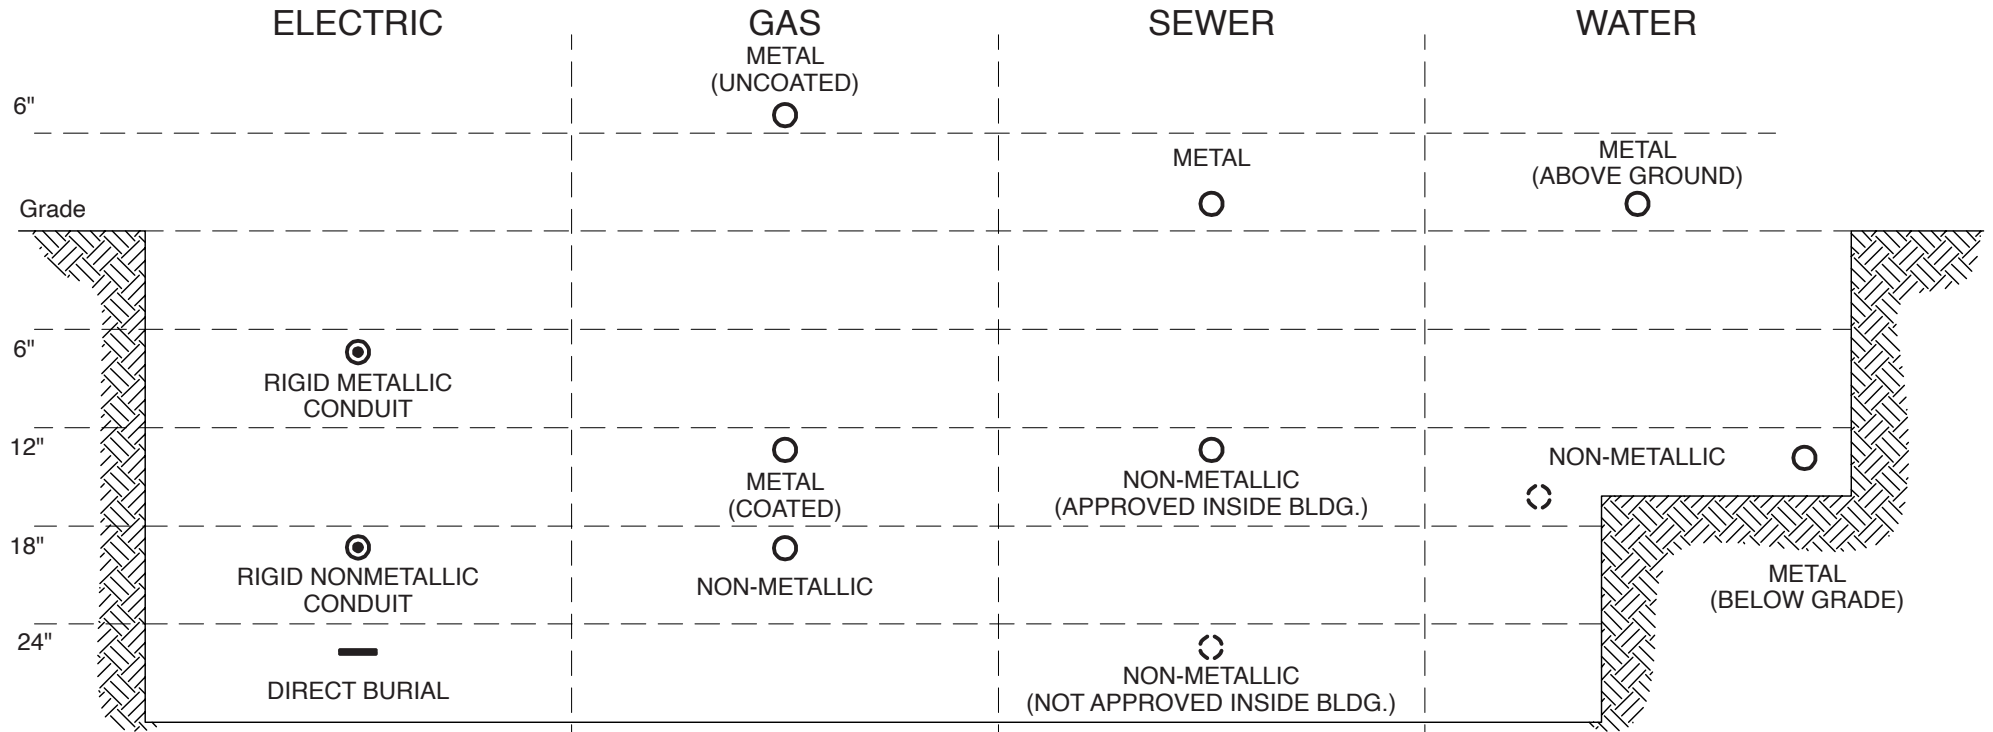 ELECTRIC
GAS
SEWER
WATER
METAL
(UNCOATED)
6"
METAL
METAL
(ABOVE GROUND)
Grade
6"
RIGID METALLIC
CONDUIT
12"
METAL
(COATED)
NON-METALLIC
(APPROVED INSIDE BLDG.)
NON-METALLIC
18"
RIGID NONMETALLIC
CONDUIT
NON-METALLIC
METAL
(BELOW GRADE)
24"
DIRECT BURIAL
NON-METALLIC
(NOT APPROVED INSIDE BLDG.)